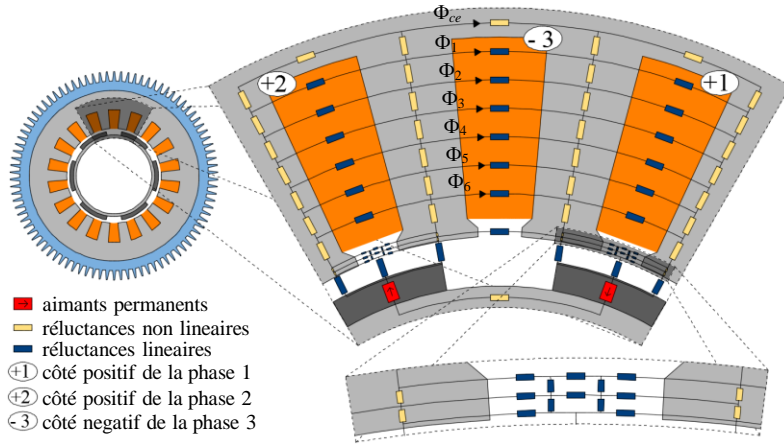 Φce
Φ1
- 3
+2
+1
Φ2
Φ3
Φ4
Φ5
Φ6
aimants permanents
réluctances non lineaires
réluctances lineaires
+1 côté positif de la phase 1
+2 côté positif de la phase 2
- 3 côté negatif de la phase 3